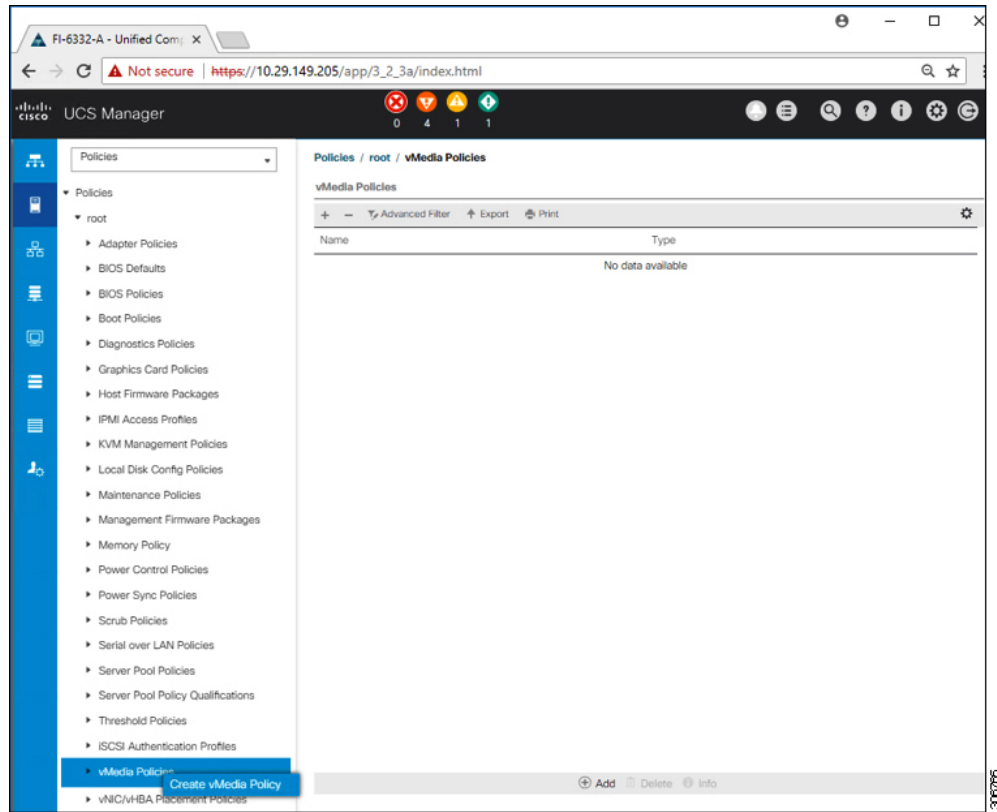 FI-6332-A - Unified Comp
Not secure | https://10.29.149.205/app/3_2_3a/index.html
cisco UCS Manager
0 4 1 1
Policies
Policies / root / vMedia Policies
Policies
root
Adapter Policies
BIOS Defaults
BIOS Policies
Boot Policies
Diagnostics Policies
Graphics Card Policies
Host Firmware Packages
IPMI Access Profiles
KVM Management Policies
Local Disk Config Policies
Maintenance Policies
Management Firmware Packages
Memory Policy
Power Control Policies
Power Sync Policies
Scrub Policies
Serial over LAN Policies
Server Pool Policies
Server Pool Policy Qualifications
Threshold Policies
iSCSI Authentication Profiles
vMedia Policies
Create vMedia Policy
vNIC/vHBA Placement Policies
vMedia Policies
+ − Advanced Filter Export Print
Name Type
No data available
Add Delete Info